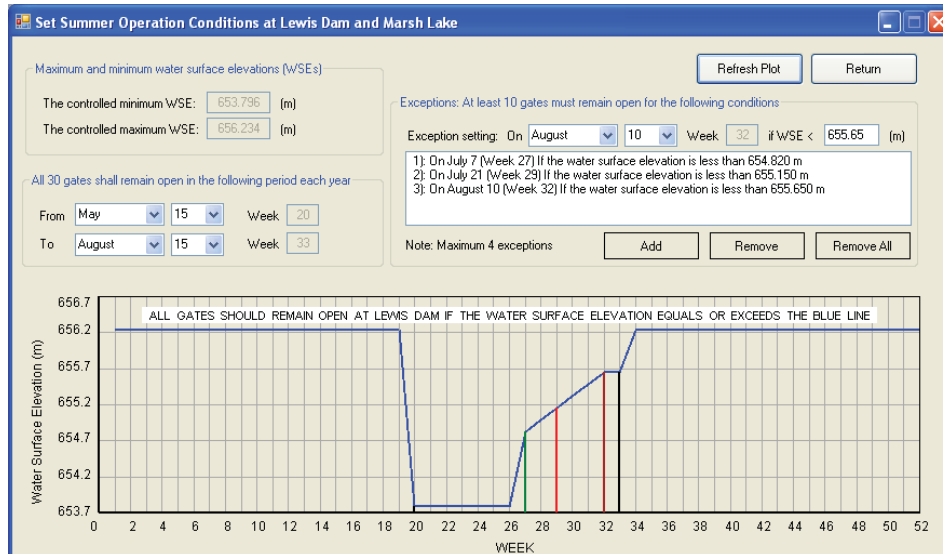 Set Summer Operation Conditions at Lewis Dam and Marsh Lake
Maximum and minimum water surface elevations (WSEs)
The controlled minimum WSE: 653.796 (m)
The controlled maximum WSE: 656.234 (m)
All 30 gates shall remain open in the following period each year
From May 15 Week 20
To August 15 Week 33
Refresh Plot Return
Exceptions: At least 10 gates must remain open for the following conditions
Exception setting: On August 10 Week 32 if WSE < 655.65 (m)
1): On July 7 (Week 27) If the water surface elevation is less than 654.820 m
2): On July 21 (Week 29) If the water surface elevation is less than 655.150 m
3): On August 10 (Week 32) If the water surface elevation is less than 655.650 m
Note: Maximum 4 exceptions Add Remove Remove All
ALL GATES SHOULD REMAIN OPEN AT LEWIS DAM IF THE WATER SURFACE ELEVATION EQUALS OR EXCEEDS THE BLUE LINE
Water Surface Elevation (m)
656.7
656.2
655.7
655.2
654.7
654.2
653.7
0 2 4 6 8 10 12 14 16 18 20 22 24 26 28 30 32 34 36 38 40 42 44 46 48 50 52
WEEK